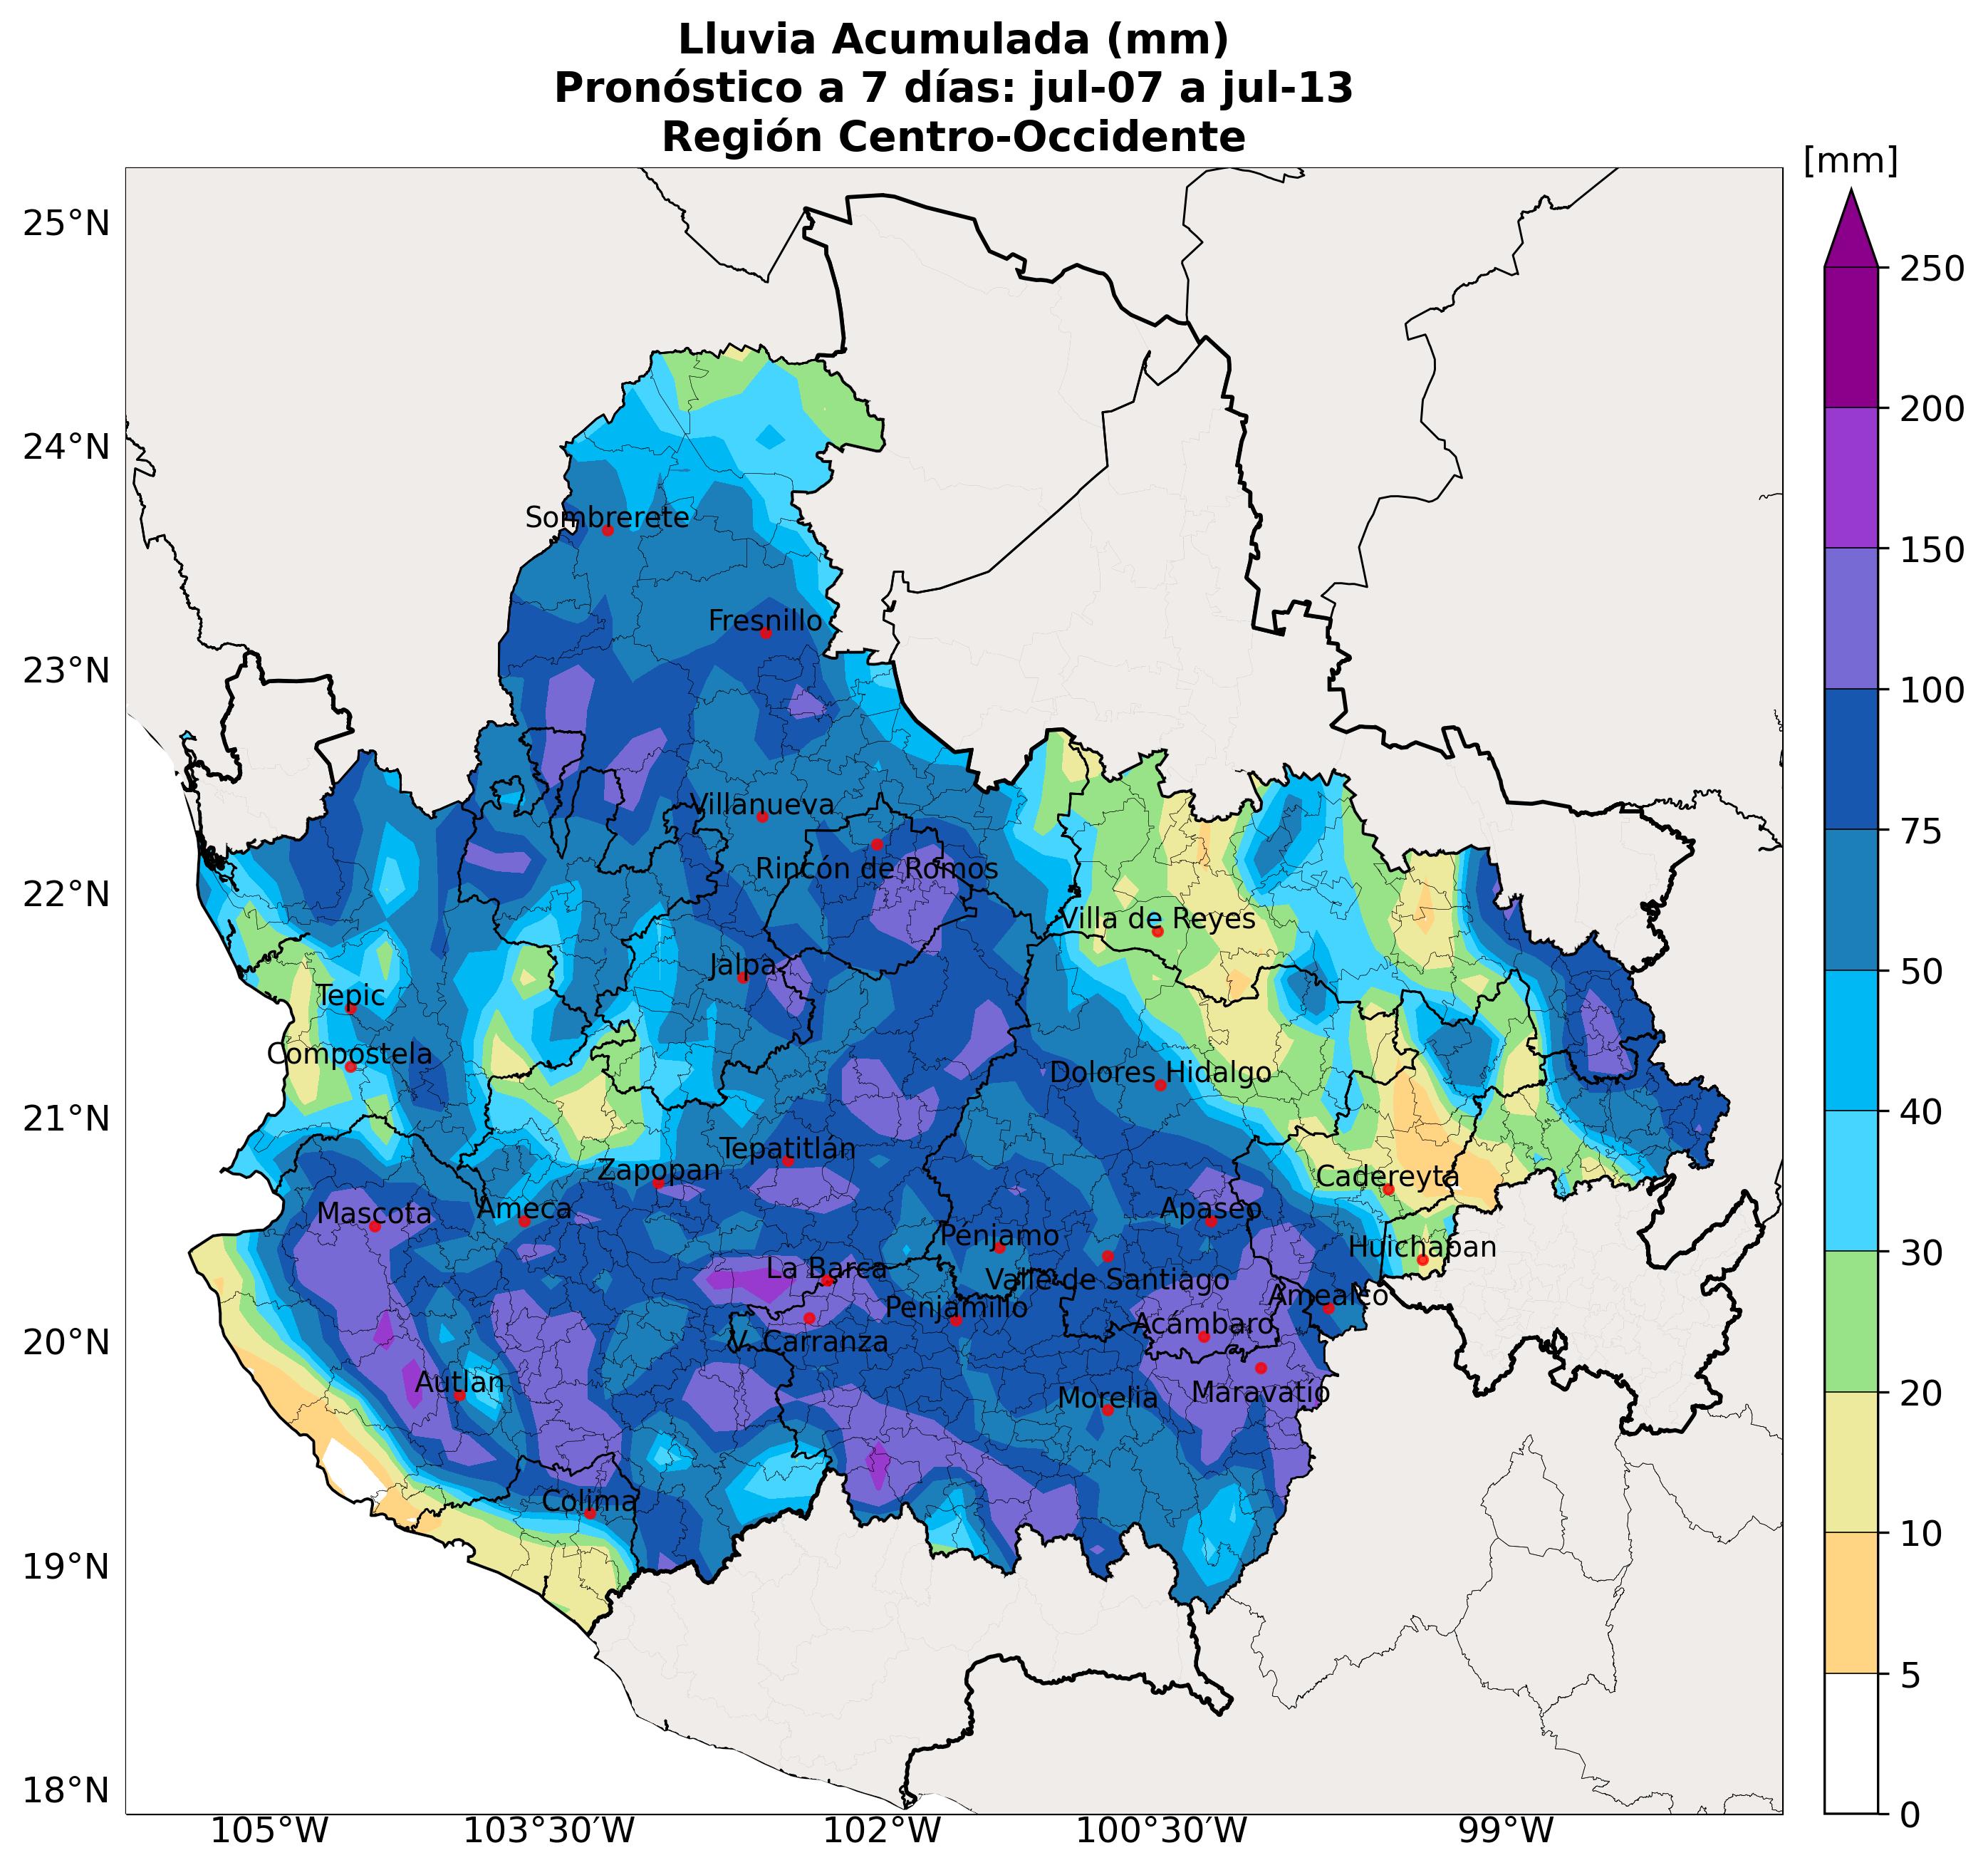 Lluvia Acumulada (mm)
Pronóstico a 7 días: jul-07 a jul-13
Región Centro-Occidente
[mm]
25°N
24°N
23°N
22°N
21°N
20°N
19°N
18°N
250
200
150
100
75
50
40
30
20
10
5
0
Sombrerete
Fresnillo
Villanueva
Rincón de Romos
Villa de Reyes
Jalpa
Tepic
Compostela
Dolores Hidalgo
Tepatitlán
Zapopan
Cadereyta
Mascota
Ameca
Apaseo
Pénjamo
Huichapan
La Barca
Valle de Santiago
Amealco
Penjamillo
Acámbaro
V. Carranza
Autlan
Morelia
Maravatío
Colima
105°W
103°30'W
102°W
100°30'W
99°W